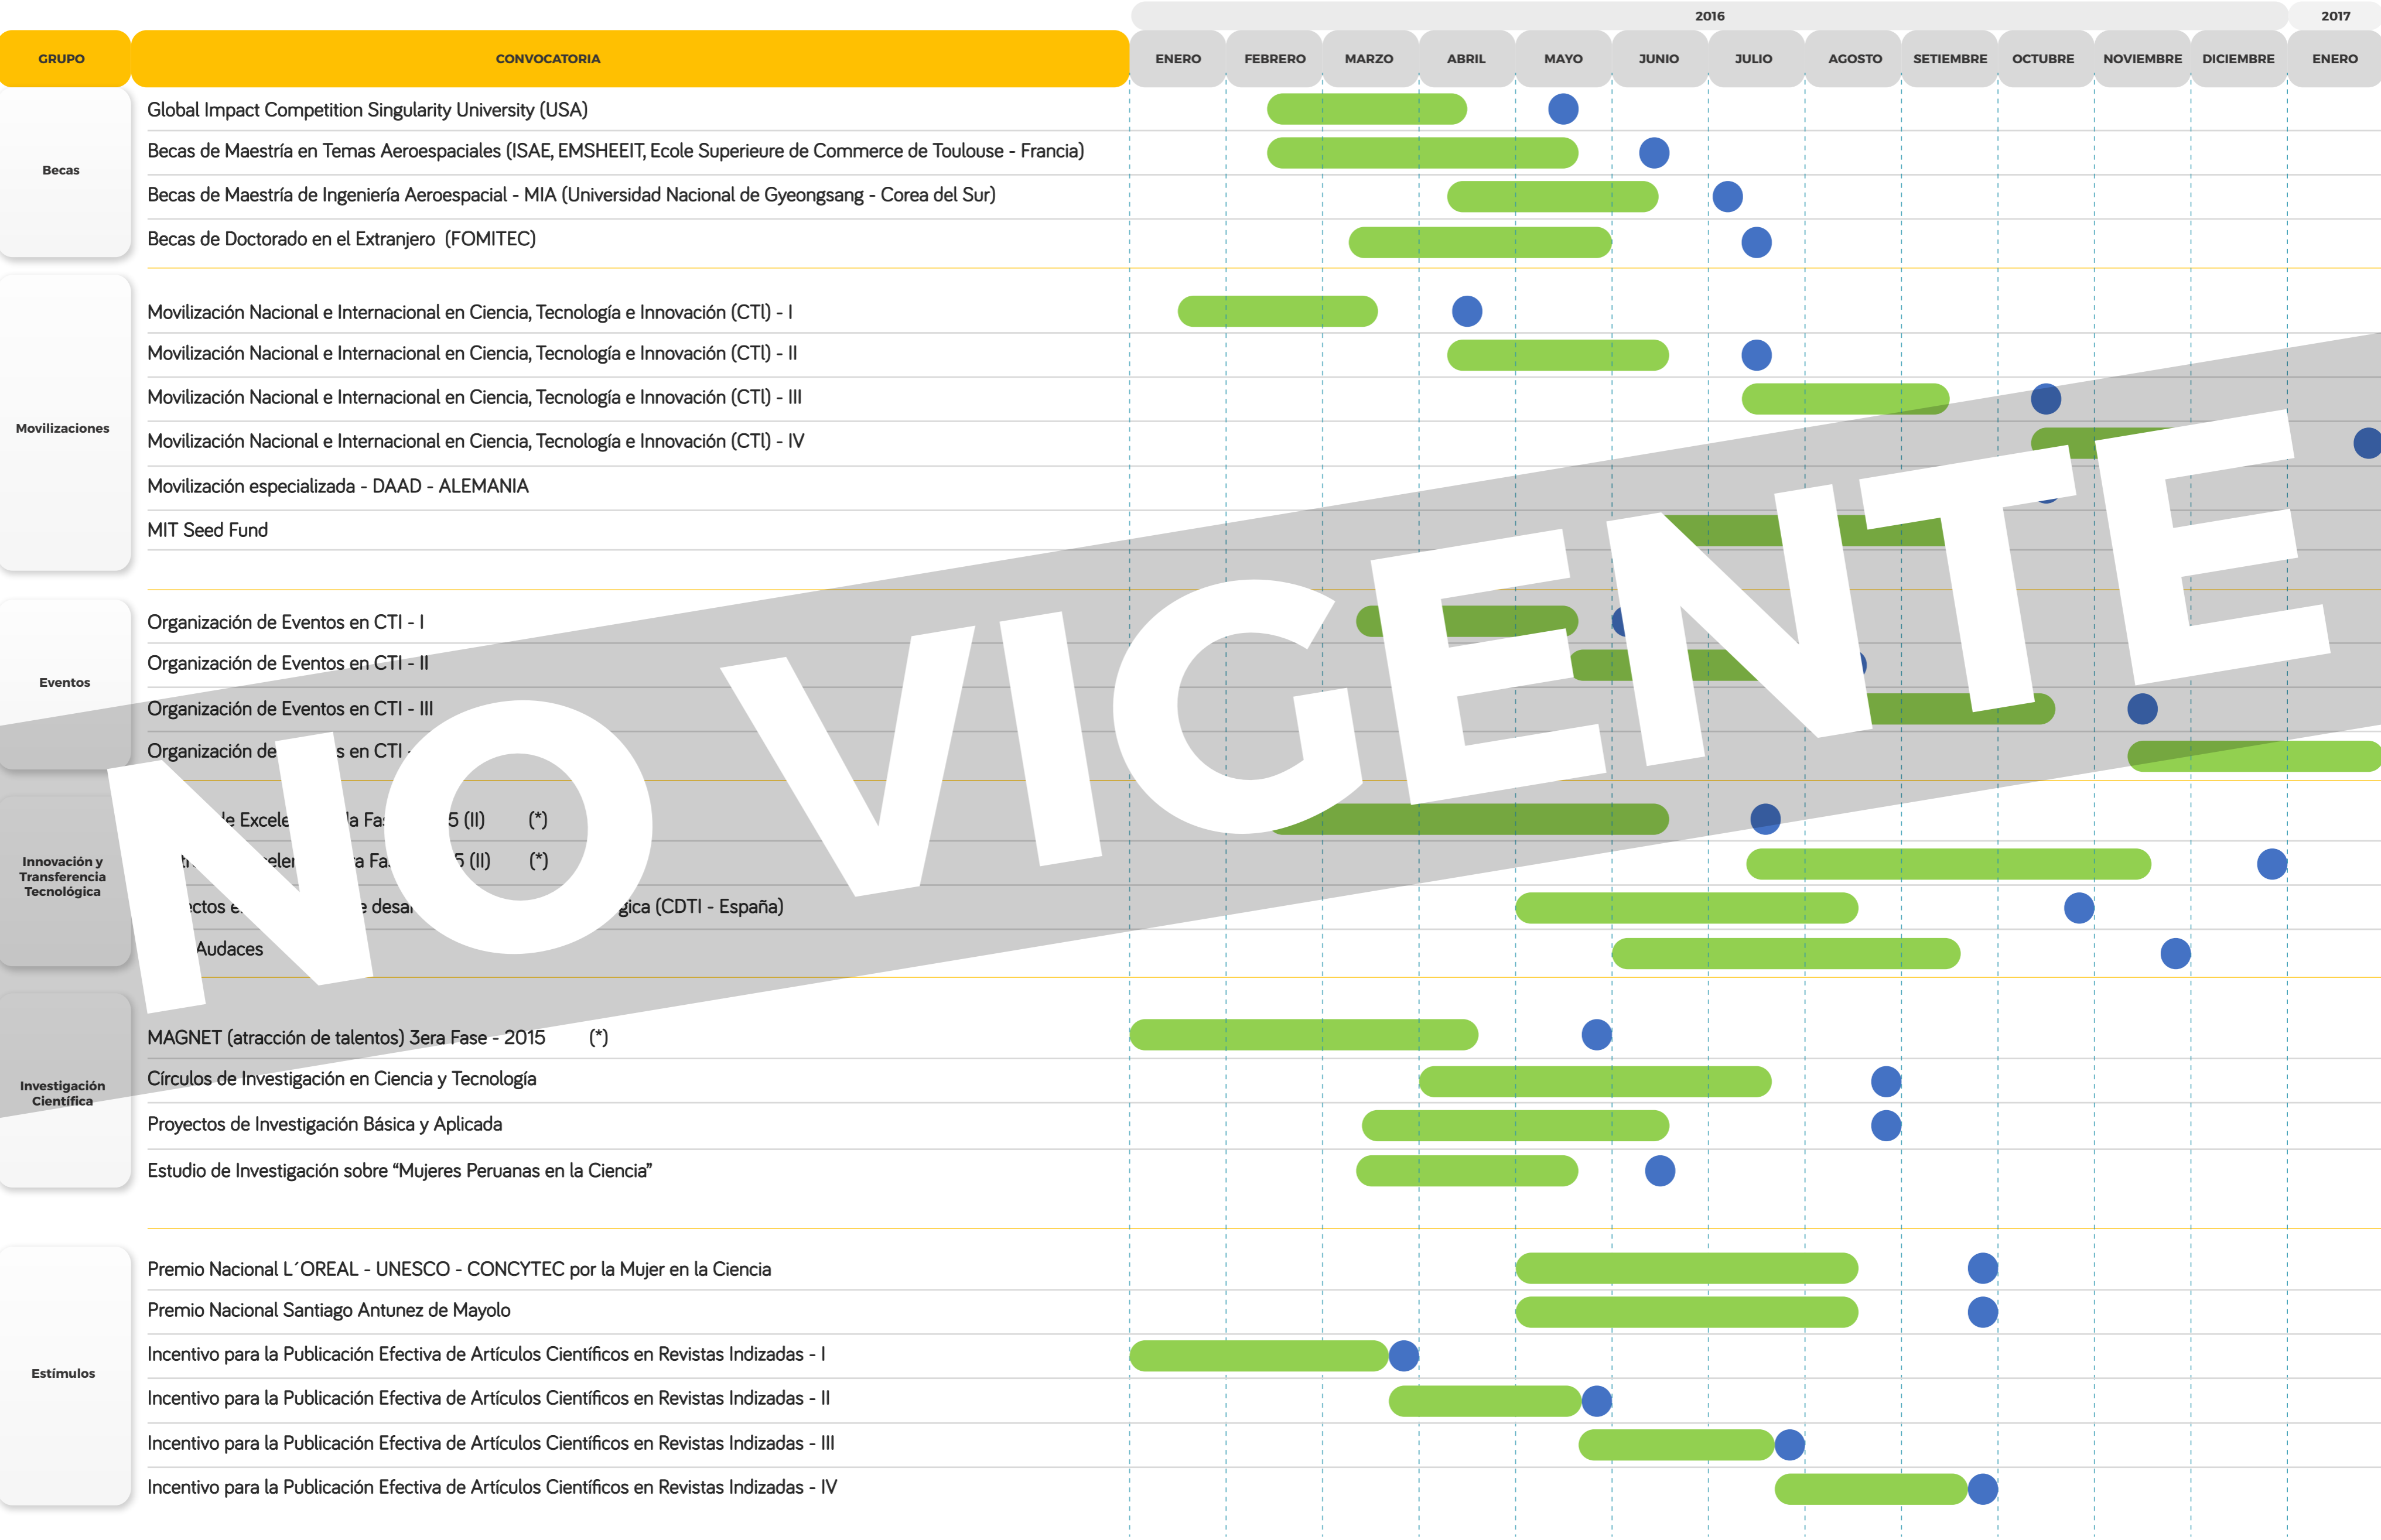 2016 2017
GRUPO CONVOCATORIA ENERO FEBRERO MARZO ABRIL MAYO JUNIO JULIO AGOSTO SETIEMBRE OCTUBRE NOVIEMBRE DICIEMBRE ENERO
Becas
Global Impact Competition Singularity University (USA)
Becas de Maestría en Temas Aeroespaciales (ISAE, EMSHEEIT, Ecole Superieure de Commerce de Toulouse - Francia)
Becas de Maestría de Ingeniería Aeroespacial - MIA (Universidad Nacional de Gyeongsang - Corea del Sur)
Becas de Doctorado en el Extranjero (FOMITEC)
Movilizaciones
Movilización Nacional e Internacional en Ciencia, Tecnología e Innovación (CTI) - I
Movilización Nacional e Internacional en Ciencia, Tecnología e Innovación (CTI) - II
Movilización Nacional e Internacional en Ciencia, Tecnología e Innovación (CTI) - III
Movilización Nacional e Internacional en Ciencia, Tecnología e Innovación (CTI) - IV
Movilización especializada - DAAD - ALEMANIA
MIT Seed Fund
Eventos
Organización de Eventos en CTI - I
Organización de Eventos en CTI - II
Organización de Eventos en CTI - III
Organización de en CTI -
NO VIGENTE
Innovación y
Transferencia
Tecnológica
(II) (*)
(II) (*)
(CDTI - España)
Audaces
Investigación
Científica
MAGNET (atracción de talentos) 3era Fase - 2015 (*)
Círculos de Investigación en Ciencia y Tecnología
Proyectos de Investigación Básica y Aplicada
Estudio de Investigación sobre “Mujeres Peruanas en la Ciencia”
Estímulos
Premio Nacional L´OREAL - UNESCO - CONCYTEC por la Mujer en la Ciencia
Premio Nacional Santiago Antunez de Mayolo
Incentivo para la Publicación Efectiva de Artículos Científicos en Revistas Indizadas - I
Incentivo para la Publicación Efectiva de Artículos Científicos en Revistas Indizadas - II
Incentivo para la Publicación Efectiva de Artículos Científicos en Revistas Indizadas - III
Incentivo para la Publicación Efectiva de Artículos Científicos en Revistas Indizadas - IV